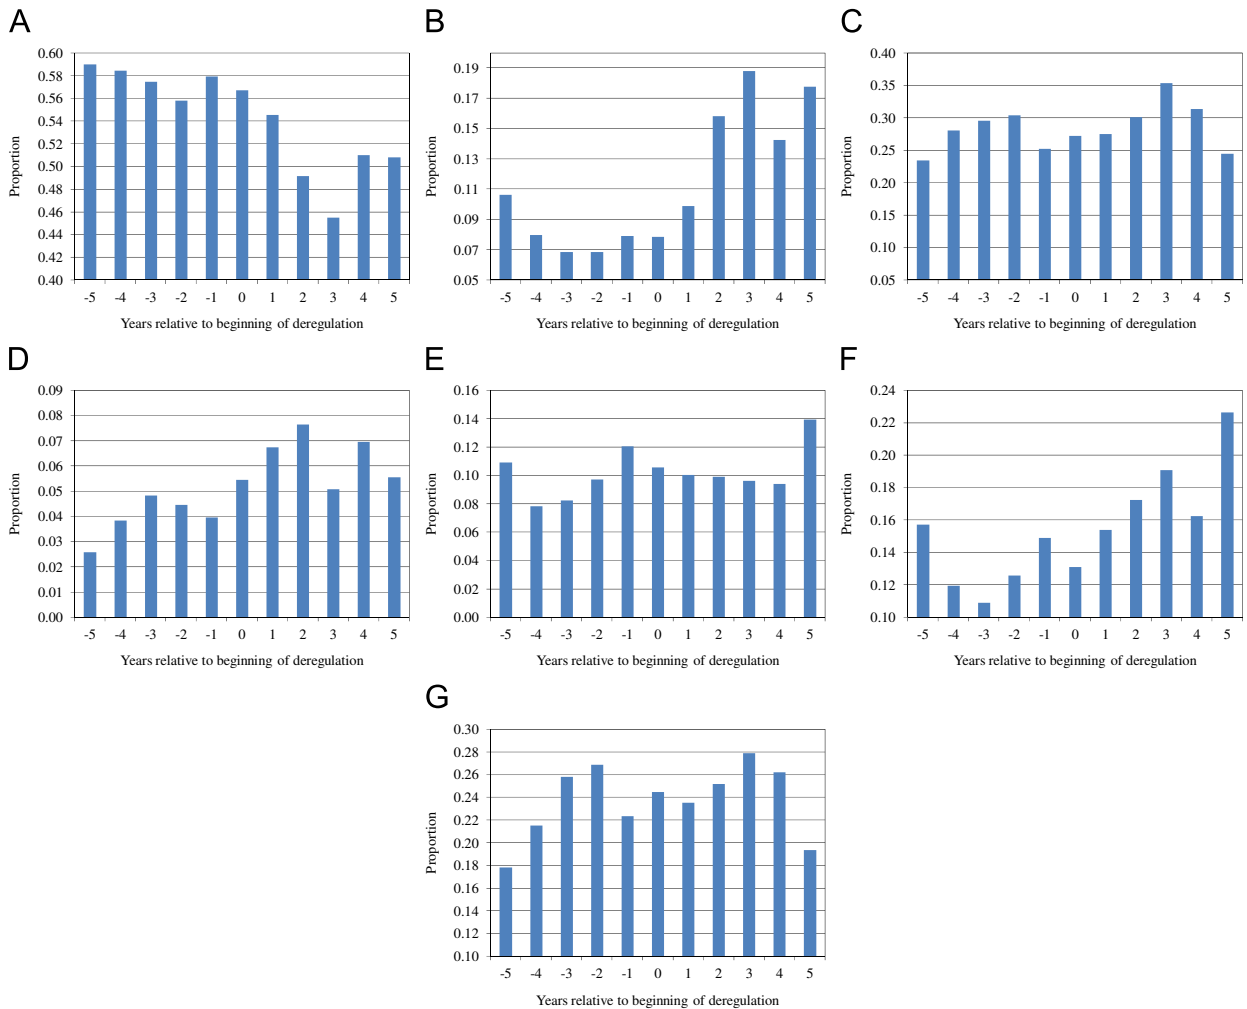 A
0.60
0.58
0.56
0.54
0.52
0.50
0.48
0.46
0.44
0.42
0.40
Proportion
-5 -4 -3 -2 -1 0 1 2 3 4 5
Years relative to beginning of deregulation
B
0.19
0.17
0.15
0.13
0.11
0.09
0.07
0.05
Proportion
-5 -4 -3 -2 -1 0 1 2 3 4 5
Years relative to beginning of deregulation
C
0.40
0.35
0.30
0.25
0.20
0.15
0.10
0.05
Proportion
-5 -4 -3 -2 -1 0 1 2 3 4 5
Years relative to beginning of deregulation
D
0.09
0.08
0.07
0.06
0.05
0.04
0.03
0.02
0.01
0.00
Proportion
-5 -4 -3 -2 -1 0 1 2 3 4 5
Years relative to beginning of deregulation
E
0.16
0.14
0.12
0.10
0.08
0.06
0.04
0.02
0.00
Proportion
-5 -4 -3 -2 -1 0 1 2 3 4 5
Years relative to beginning of deregulation
F
0.24
0.22
0.20
0.18
0.16
0.14
0.12
0.10
Proportion
-5 -4 -3 -2 -1 0 1 2 3 4 5
Years relative to beginning of deregulation
G
0.30
0.28
0.26
0.24
0.22
0.20
0.18
0.16
0.14
0.12
0.10
Proportion
-5 -4 -3 -2 -1 0 1 2 3 4 5
Years relative to beginning of deregulation